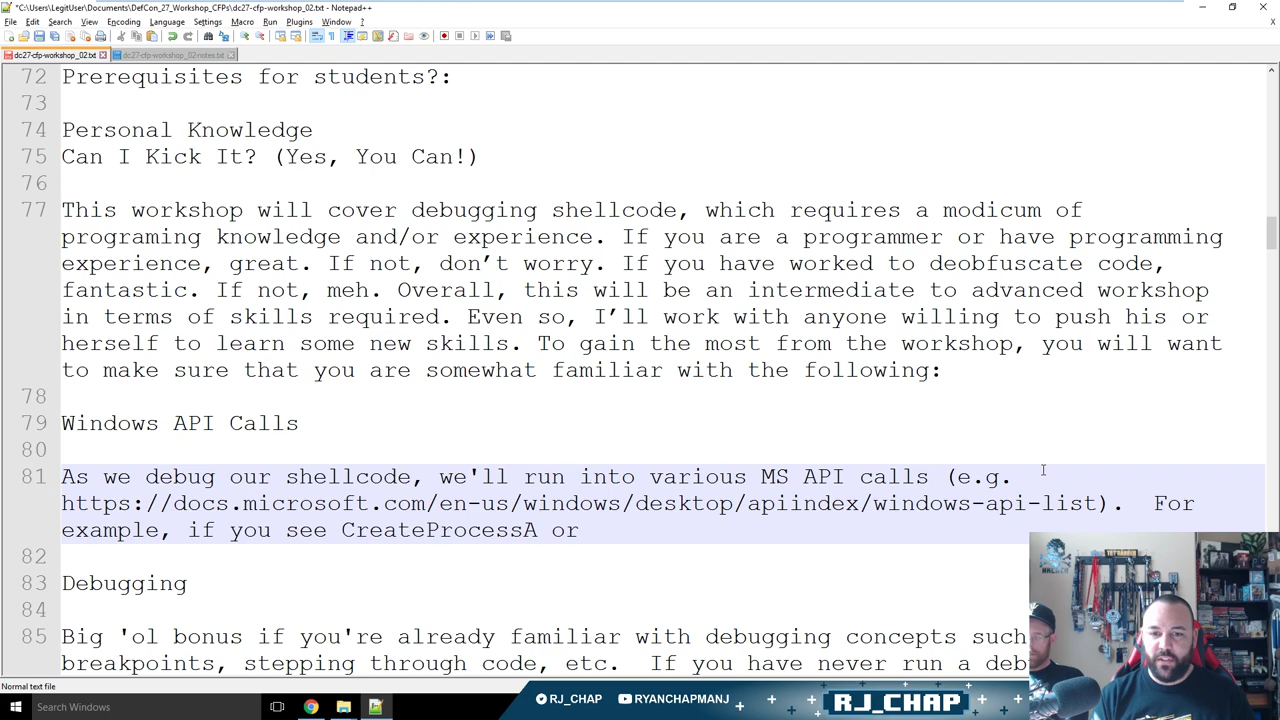 *C:\Users\LegitUser\Documents\DefCon_27_Workshop_CFPs\dc27-cfp-workshop_02.txt - Notepad++
File Edit Search View Encoding Language Settings Macro Run Plugins Window ?
dc27-cfp-workshop_02.txt dc27-cfp-workshop_02.notes.txt
72 Prerequisites for students?:
73
74 Personal Knowledge
75 Can I Kick It? (Yes, You Can!)
76
77 This workshop will cover debugging shellcode, which requires a modicum of
programing knowledge and/or experience. If you are a programmer or have programming
experience, great. If not, don’t worry. If you have worked to deobfuscate code,
fantastic. If not, meh. Overall, this will be an intermediate to advanced workshop
in terms of skills required. Even so, I’ll work with anyone willing to push his or
herself to learn some new skills. To gain the most from the workshop, you will want
to make sure that you are somewhat familiar with the following:
78
79 Windows API Calls
80
81 As we debug our shellcode, we'll run into various MS API calls (e.g.
https://docs.microsoft.com/en-us/windows/desktop/apiindex/windows-api-list).  For
example, if you see CreateProcessA or
82
83 Debugging
84
85 Big 'ol bonus if you're already familiar with debugging concepts such
breakpoints, stepping through code, etc.  If you have never run a deb
Normal text file
Search Windows
RJ_CHAP RYANCHAPMANJ RJ_CHAP